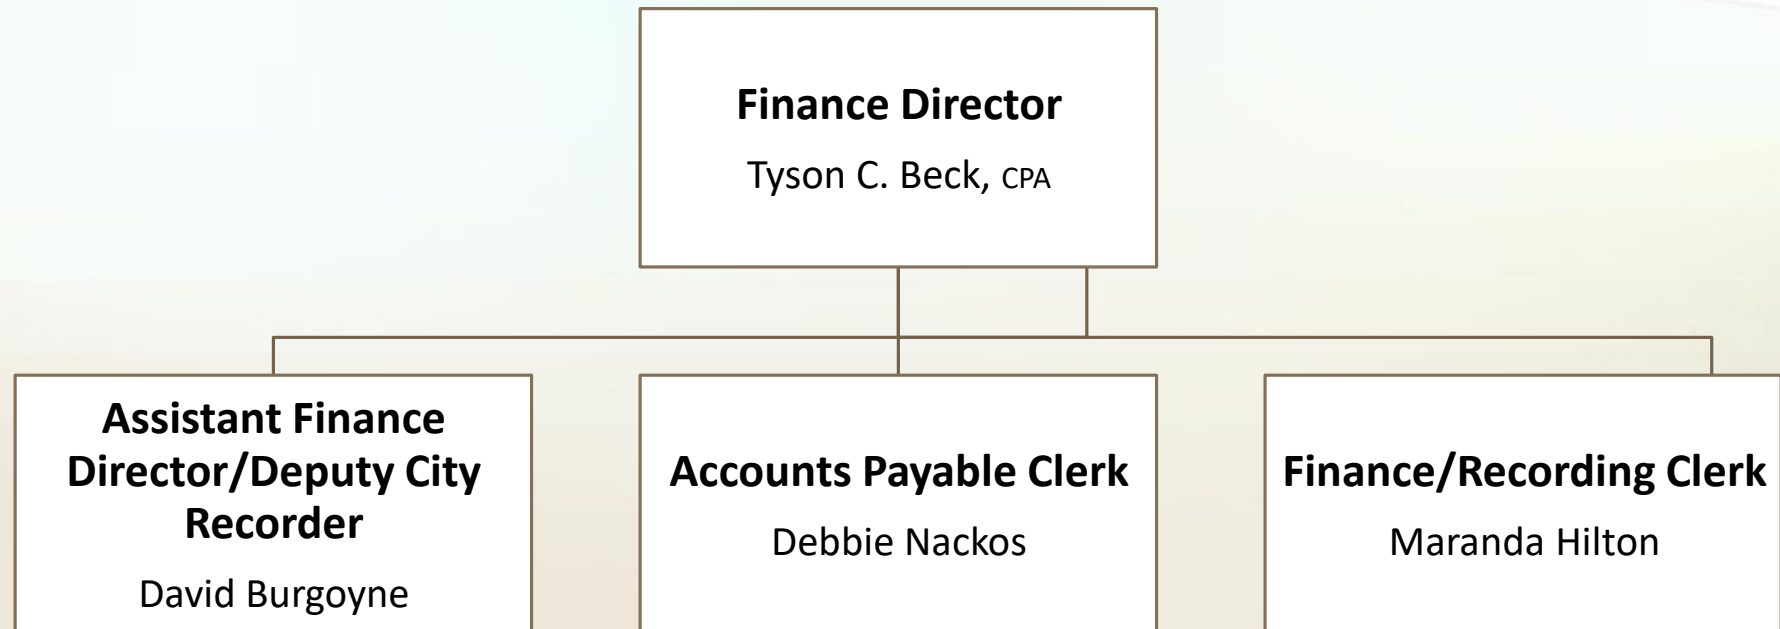 Finance Director
Tyson C. Beck, CPA
Assistant Finance
Director/Deputy City
Recorder
David Burgoyne
Accounts Payable Clerk
Debbie Nackos
Finance/Recording Clerk
Maranda Hilton